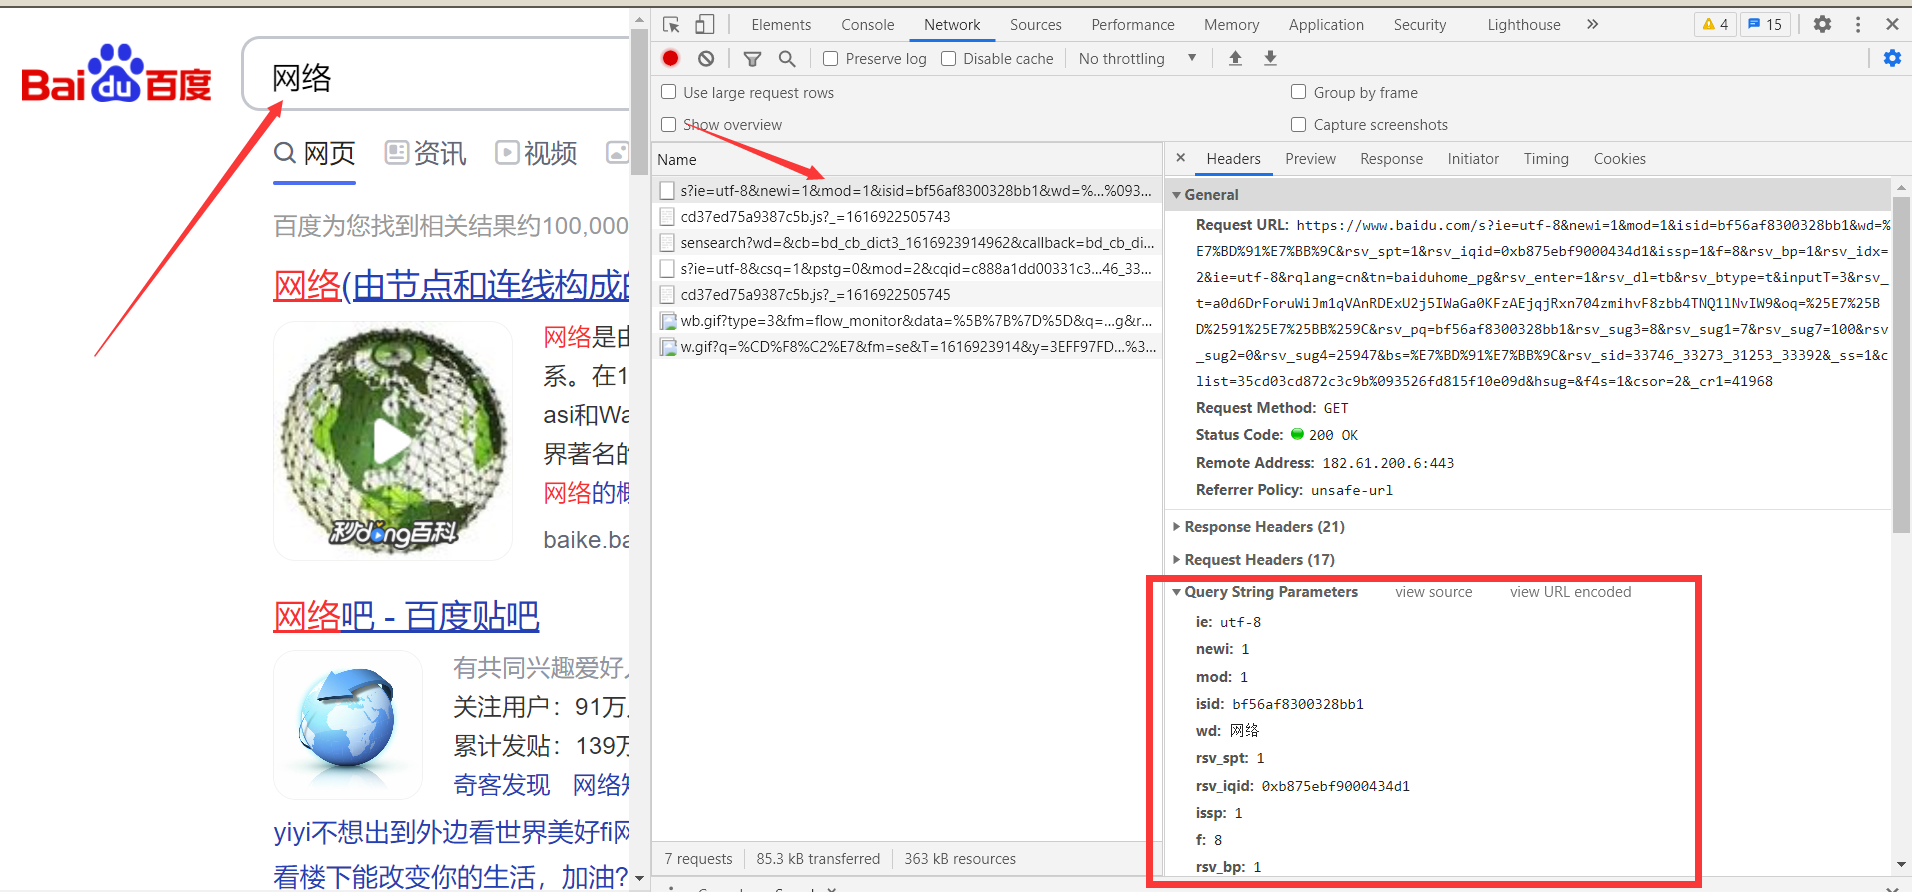 Bai du 百度
网络
网页 资讯 视频
百度为您找到相关结果约100,000
网络(由节点和连线构成的
网络是由
系。在1
asi和Wa
界著名的
网络的概
秒dong百科
baike.ba
网络吧 - 百度贴吧
有共同兴趣爱好人
关注用户：91万
累计发贴：139万
奇客发现 网络知
yiyi不想出到外边看世界美好fi网
看楼下能改变你的生活，加油?
Elements Console Network Sources Performance Memory Application Security Lighthouse » 4 15
Preserve log Disable cache No throttling
Use large request rows Group by frame
Show overview Capture screenshots
Name
s?ie=utf-8&newi=1&mod=1&isid=bf56af8300328bb1&wd=%...%093...
cd37ed75a9387c5b.js?_=1616922505743
sensearch?wd=&cb=bd_cb_dict3_1616923914962&callback=bd_cb_di...
s?ie=utf-8&csq=1&pstg=0&mod=2&cqid=c888a1dd00331c3...46_33...
cd37ed75a9387c5b.js?_=1616922505745
wb.gif?type=3&fm=flow_monitor&data=%5B%7B%7D%5D&q=...g&r...
w.gif?q=%CD%F8%C2%E7&fm=se&T=1616923914&y=3EFF97FD...%3...
7 requests 85.3 kB transferred 363 kB resources
Headers Preview Response Initiator Timing Cookies
General
Request URL: https://www.baidu.com/s?ie=utf-8&newi=1&mod=1&isid=bf56af8300328bb1&wd=%
E7%BD%91%E7%BB%9C&rsv_spt=1&rsv_iqid=0xb875ebf9000434d1&issp=1&f=8&rsv_bp=1&rsv_idx=
2&ie=utf-8&rqlang=cn&tn=baiduhome_pg&rsv_enter=1&rsv_dl=tb&rsv_btype=t&inputT=3&rsv_
t=a0d6DrForuWiJm1qVAnRDExU2j5IWaGa0KFzAEjqjRxn704zmihvF8zbb4TNQ1lNvIW9&oq=%25E7%25B
D%2591%25E7%25BB%259C&rsv_pq=bf56af8300328bb1&rsv_sug3=8&rsv_sug1=7&rsv_sug7=100&rsv
_sug2=0&rsv_sug4=25947&bs=%E7%BD%91%E7%BB%9C&rsv_sid=33746_33273_31253_33392&_ss=1&c
list=35cd03cd872c3c9b%093526fd815f10e09d&hsug=&f4s=1&csor=2&_cr1=41968
Request Method: GET
Status Code: 200 OK
Remote Address: 182.61.200.6:443
Referrer Policy: unsafe-url
Response Headers (21)
Request Headers (17)
Query String Parameters view source view URL encoded
ie: utf-8
newi: 1
mod: 1
isid: bf56af8300328bb1
wd: 网络
rsv_spt: 1
rsv_iqid: 0xb875ebf9000434d1
issp: 1
f: 8
rsv_bp: 1